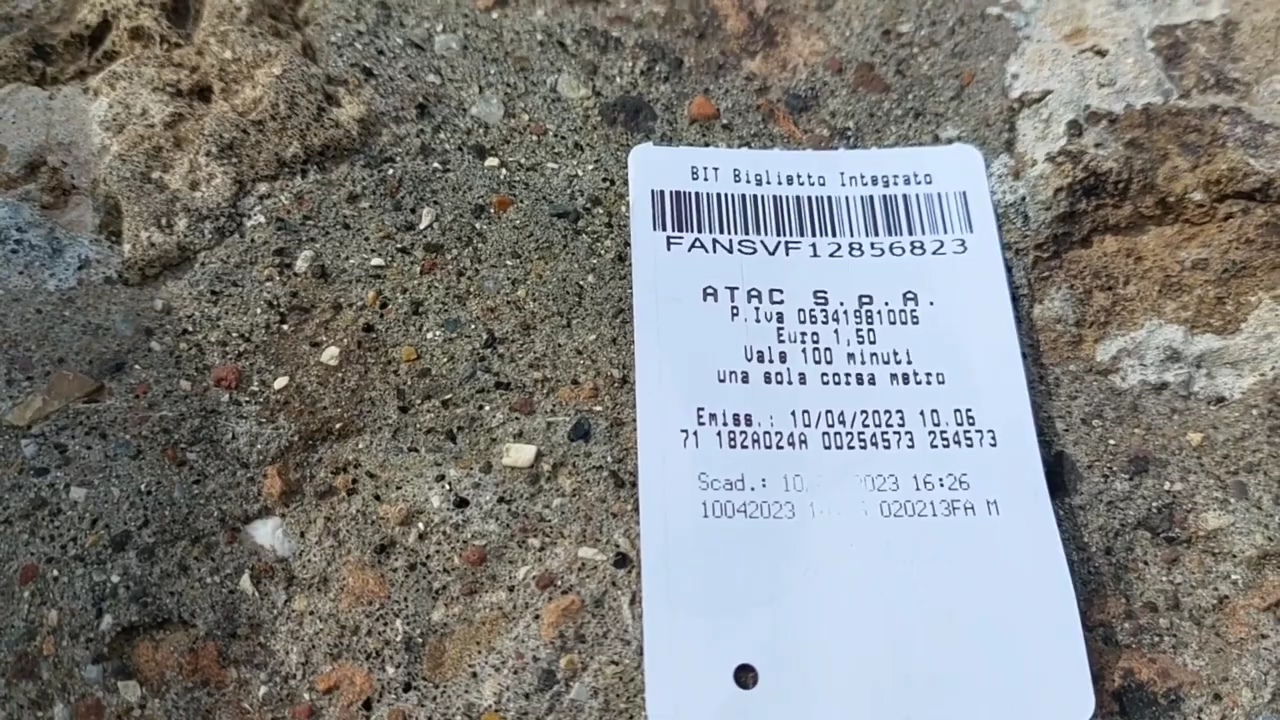 BIT Biglietto Integrato
FANSVF12856823
ATAC S.p.A.
P.Iva 06341981006
Euro 1,50
Vale 100 minuti
una sola corsa metro
Emiss.: 10/04/2023 10.06
71 182A024A 00254573 254573
Scad.: 16:26
10042023 020213FA M